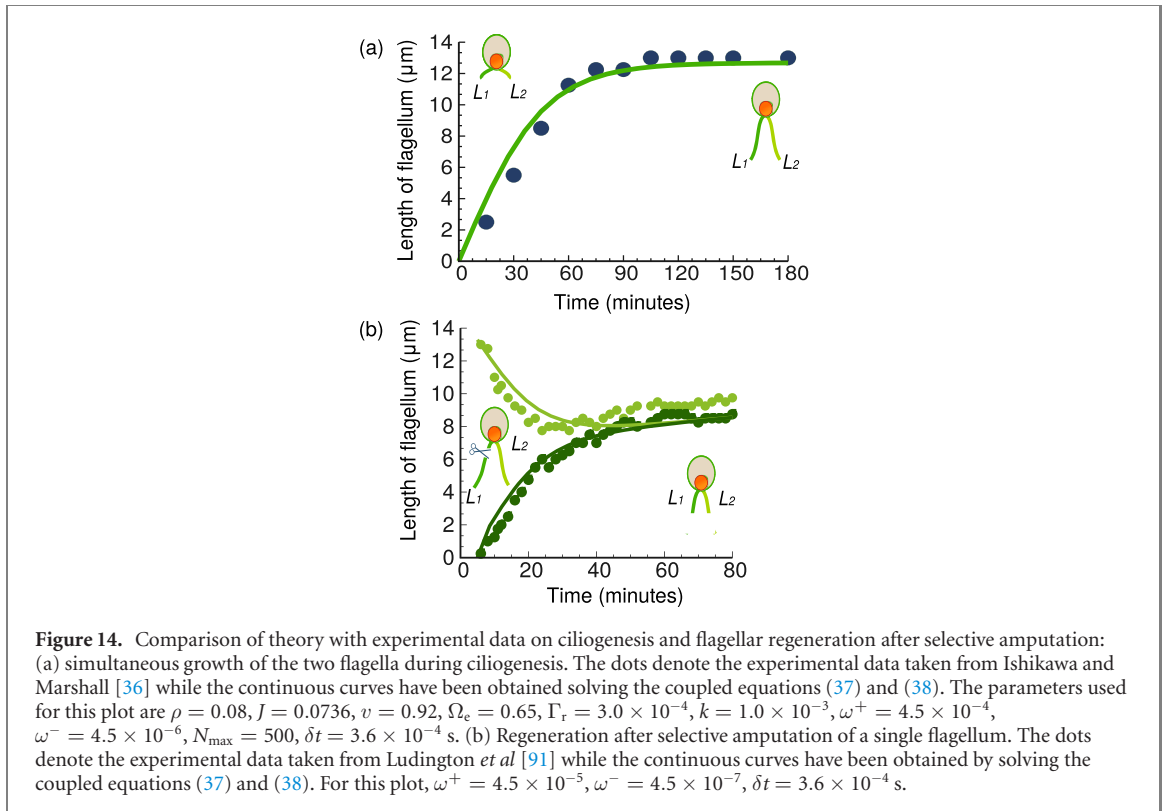 (a)
14
12
10
8
6
4
2
0
Length of flagellum (μm)
L1 L2
L1 L2
0 30 60 90 120 150 180
Time (minutes)
(b)
14
12
10
8
6
4
2
0
Length of flagellum (μm)
L2
L1
L1 L2
0 20 40 60 80
Time (minutes)
Figure 14. Comparison of theory with experimental data on ciliogenesis and flagellar regeneration after selective amputation:
(a) simultaneous growth of the two flagella during ciliogenesis. The dots denote the experimental data taken from Ishikawa and
Marshall [36] while the continuous curves have been obtained solving the coupled equations (37) and (38). The parameters used
for this plot are ρ = 0.08, J = 0.0736, v = 0.92, Ωe = 0.65, Γr = 3.0 × 10⁻⁴, k = 1.0 × 10⁻³, ω⁺ = 4.5 × 10⁻⁴,
ω⁻ = 4.5 × 10⁻⁶, Nmax = 500, δt = 3.6 × 10⁻⁴ s. (b) Regeneration after selective amputation of a single flagellum. The dots
denote the experimental data taken from Ludington et al [91] while the continuous curves have been obtained by solving the
coupled equations (37) and (38). For this plot, ω⁺ = 4.5 × 10⁻⁵, ω⁻ = 4.5 × 10⁻⁷, δt = 3.6 × 10⁻⁴ s.